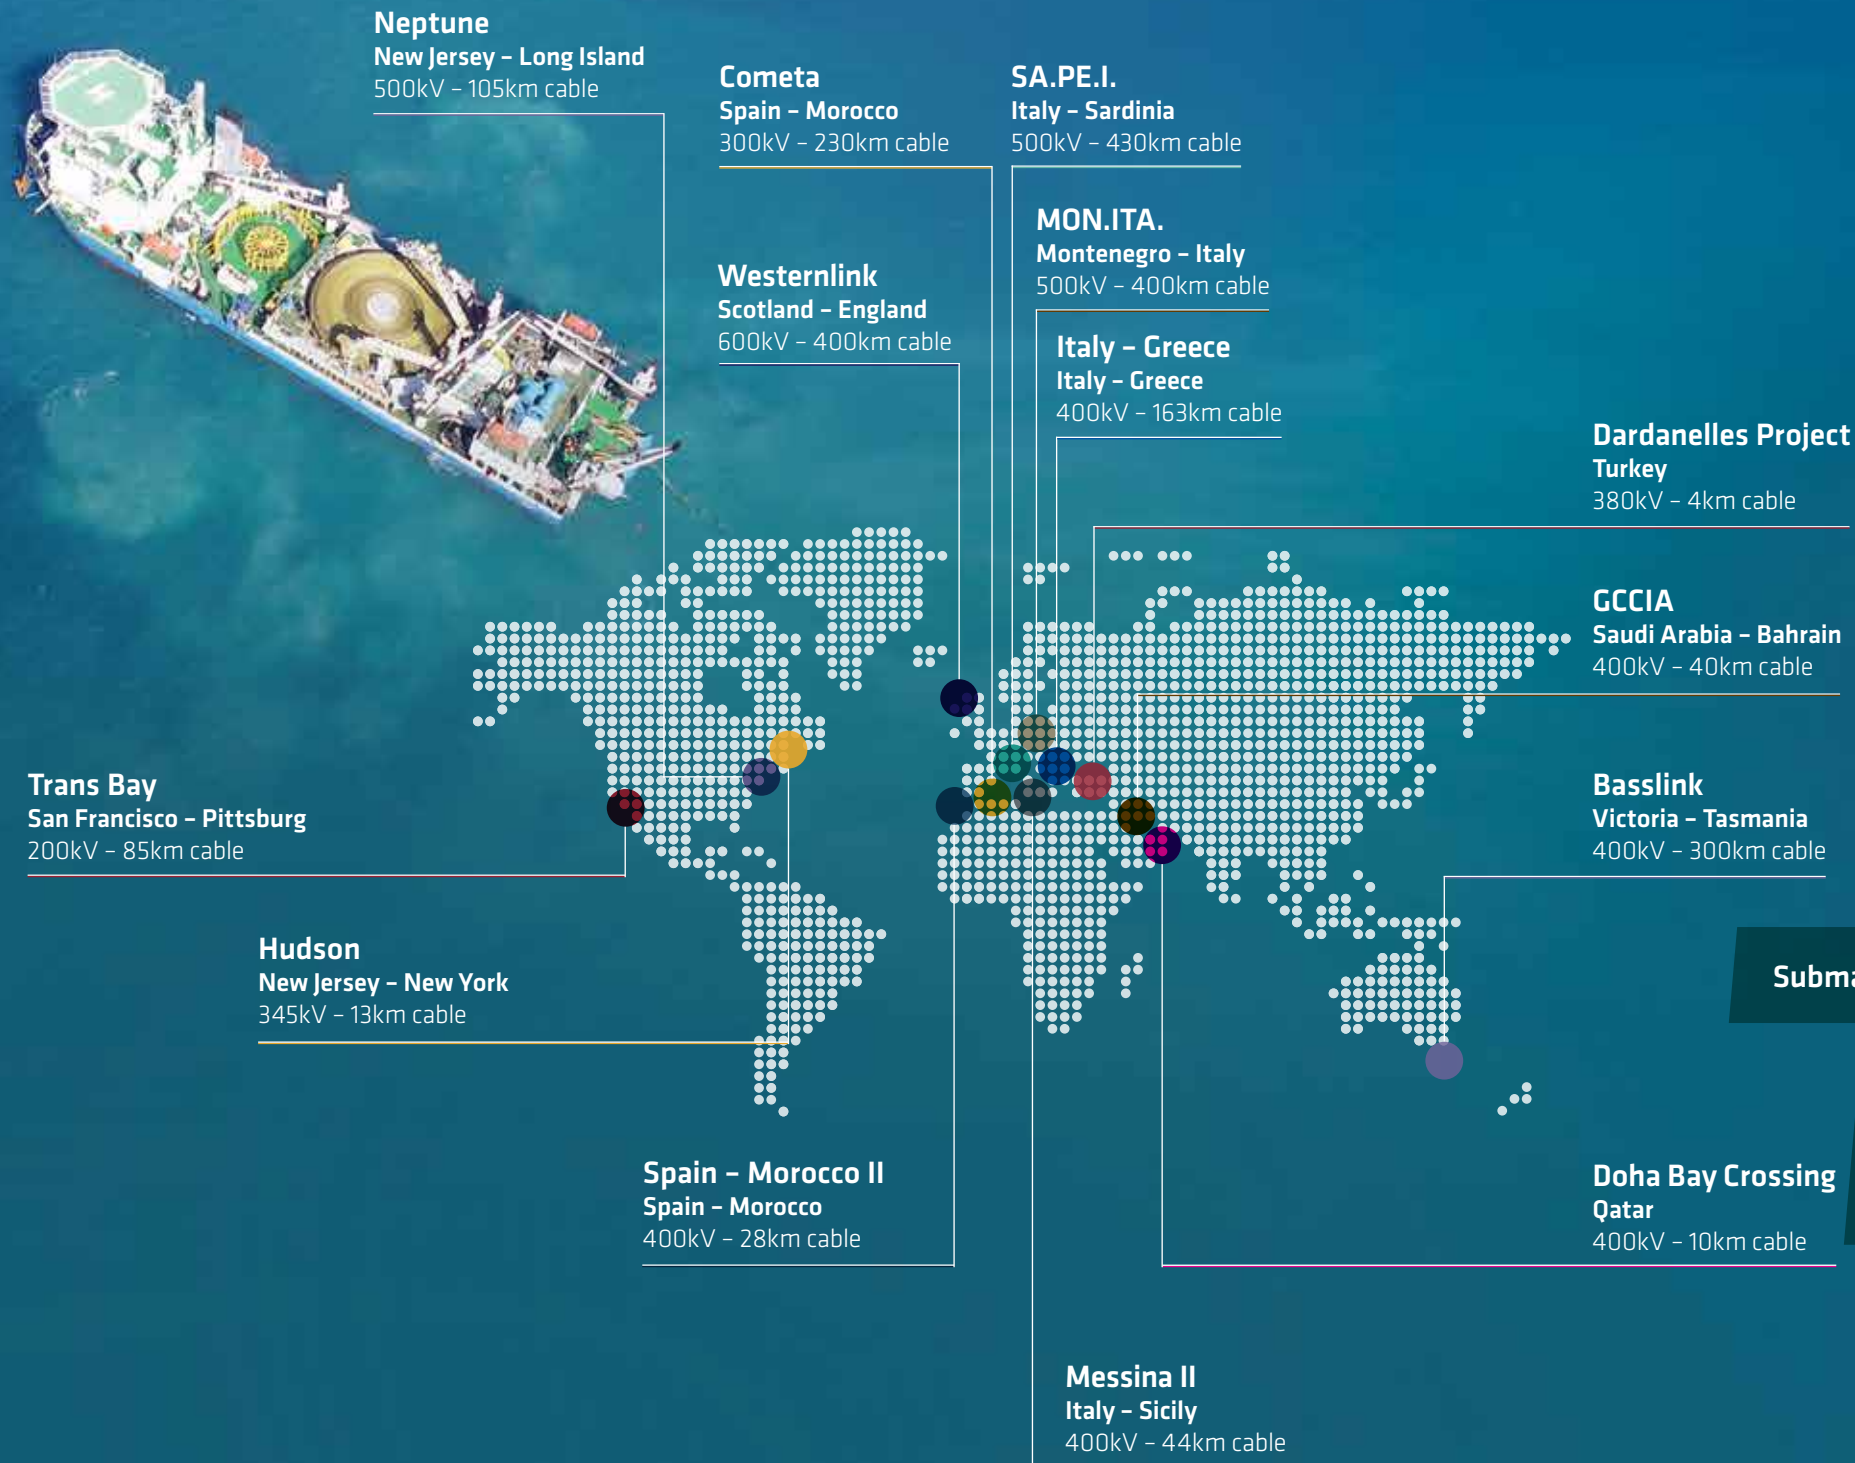 Neptune
New Jersey – Long Island
500kV – 105km cable
Cometa
Spain – Morocco
300kV – 230km cable
SA.PE.I.
Italy – Sardinia
500kV – 430km cable
MON.ITA.
Montenegro – Italy
500kV – 400km cable
Westernlink
Scotland – England
600kV – 400km cable
Italy – Greece
Italy – Greece
400kV – 163km cable
Dardanelles Project
Turkey
380kV – 4km cable
GCCIA
Saudi Arabia – Bahrain
400kV – 40km cable
Trans Bay
San Francisco – Pittsburg
200kV – 85km cable
Basslink
Victoria – Tasmania
400kV – 300km cable
Hudson
New Jersey – New York
345kV – 13km cable
Subma
Spain – Morocco II
Spain – Morocco
400kV – 28km cable
Doha Bay Crossing
Qatar
400kV – 10km cable
Messina II
Italy – Sicily
400kV – 44km cable